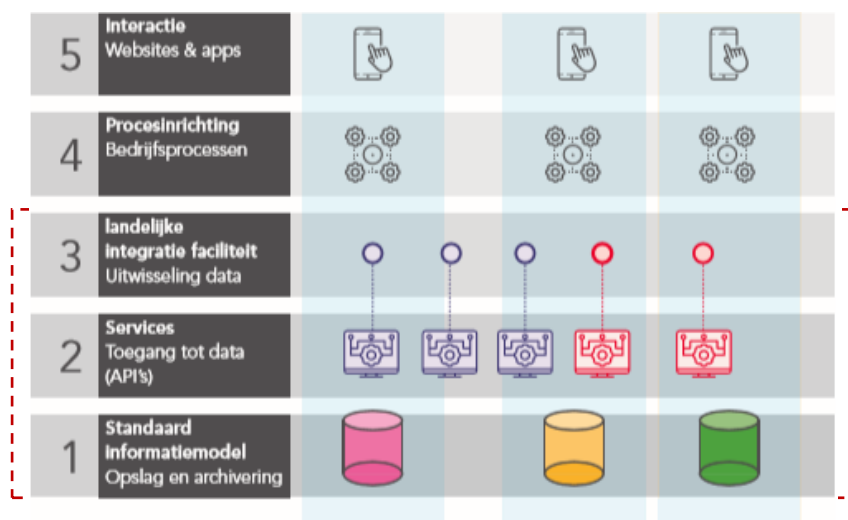 5
Interactie
Websites & apps
4
Procesinrichting
Bedrijfsprocessen
3
landelijke
integratie faciliteit
Uitwisseling data
2
Services
Toegang tot data
(API's)
1
Standaard
informatiemodel
Opslag en archivering